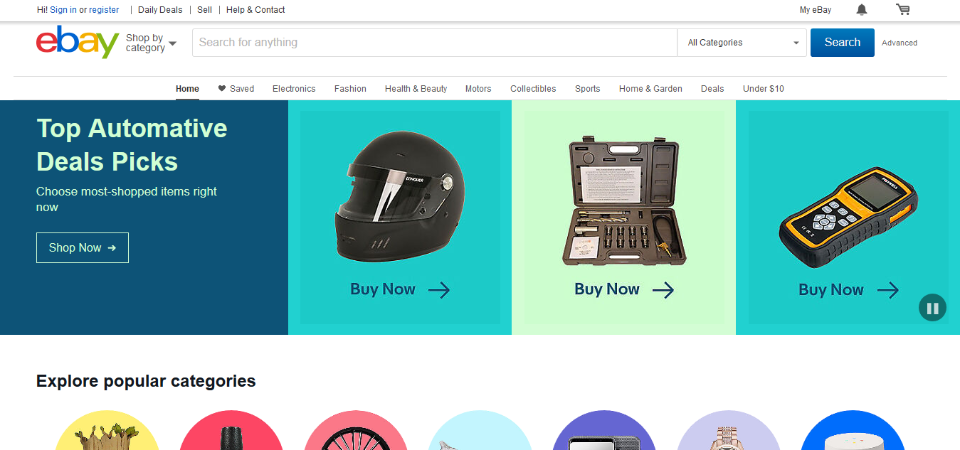 Hi! Sign in or register | Daily Deals | Sell | Help & Contact My eBay
ebay Shop by category Search for anything All Categories Search Advanced
Home Saved Electronics Fashion Health & Beauty Motors Collectibles Sports Home & Garden Deals Under $10
Top Automative
Deals Picks
Choose most-shopped items right
now
Shop Now
CONQUER
Buy Now
Buy Now
Buy Now
Explore popular categories